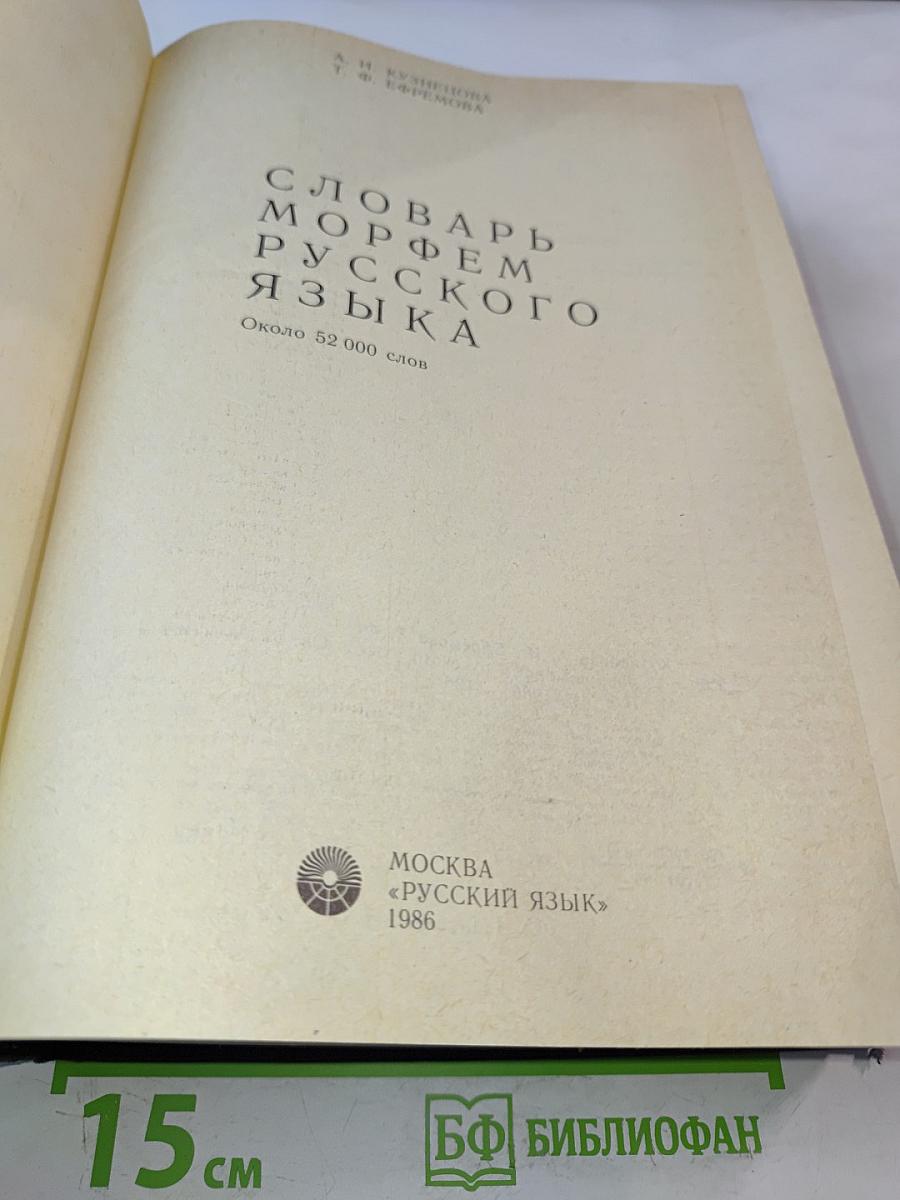 А. И. КУЗНЕЦОВА
Т. Ф. ЕФРЕМОВА
СЛОВАРЬ
МОРФЕМ
РУССКОГО
ЯЗЫКА
Около 52 000 слов
МОСКВА
«РУССКИЙ ЯЗЫК»
1986
15 см
БФ БИБЛИОФАН